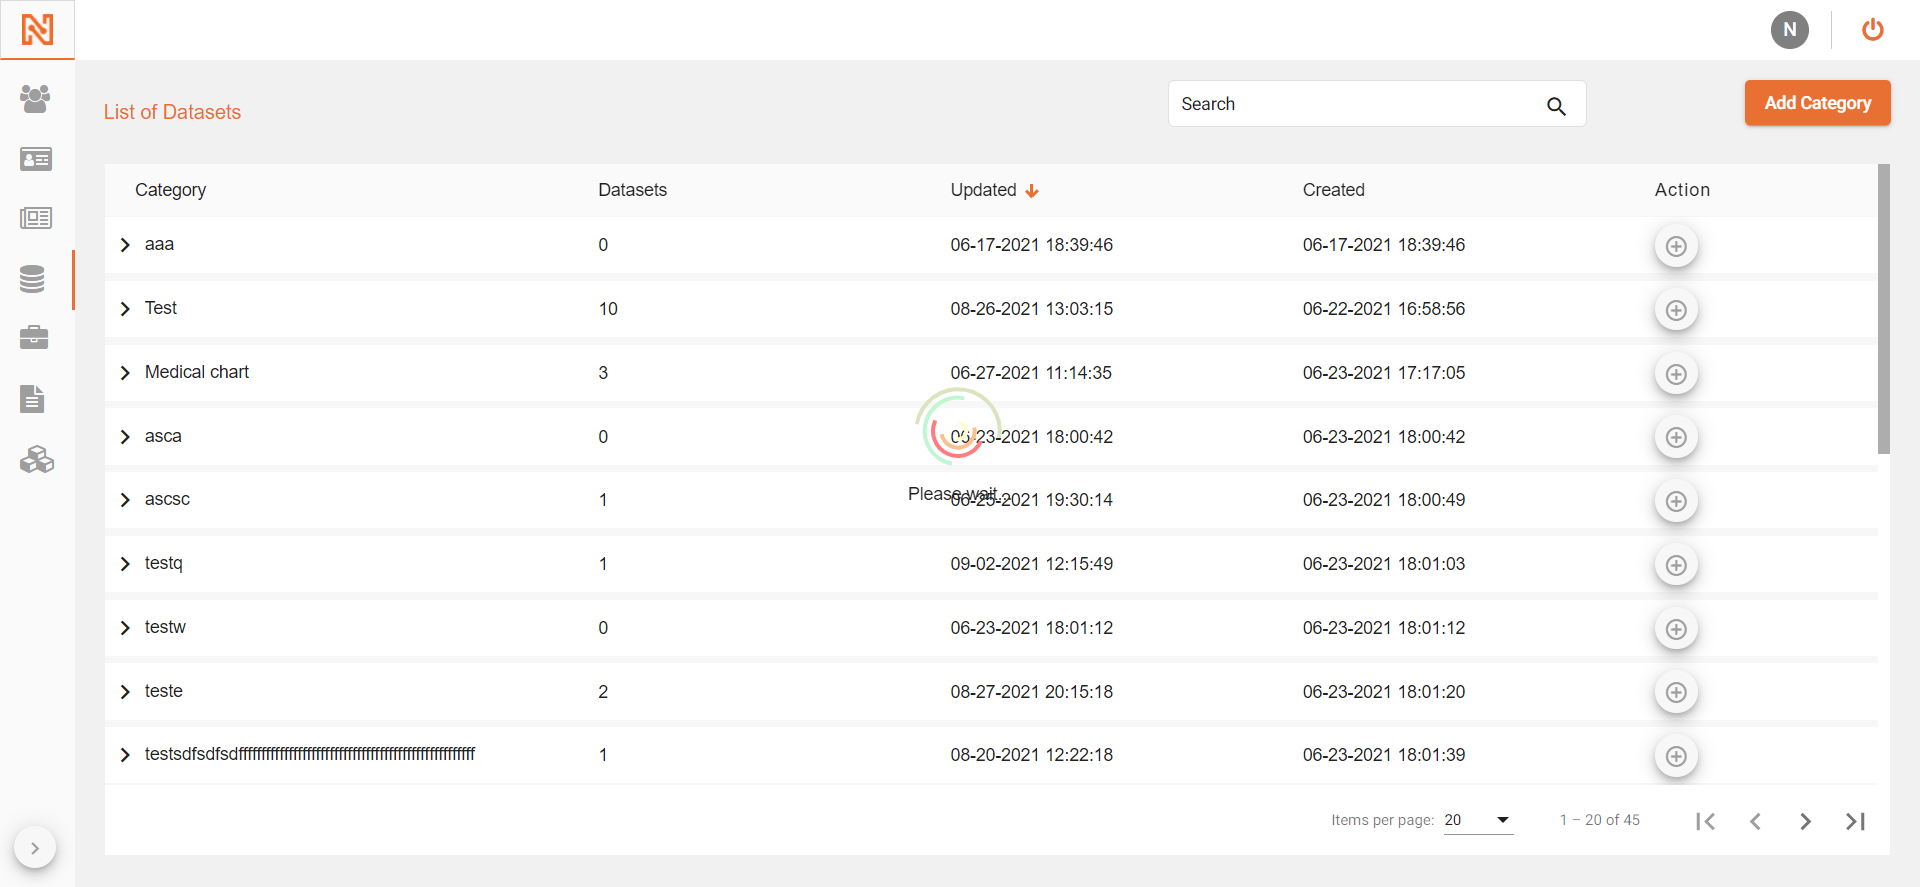 N
List of Datasets
Search
Add Category
Category Datasets Updated Created Action
aaa 0 06-17-2021 18:39:46 06-17-2021 18:39:46
Test 10 08-26-2021 13:03:15 06-22-2021 16:58:56
Medical chart 3 06-27-2021 11:14:35 06-23-2021 17:17:05
asca 0 06-23-2021 18:00:42 06-23-2021 18:00:42
Please wait...
ascsc 1 06-25-2021 19:30:14 06-23-2021 18:00:49
testq 1 09-02-2021 12:15:49 06-23-2021 18:01:03
testw 0 06-23-2021 18:01:12 06-23-2021 18:01:12
teste 2 08-27-2021 20:15:18 06-23-2021 18:01:20
1 08-20-2021 12:22:18 06-23-2021 18:01:39
Items per page: 20 1 – 20 of 45